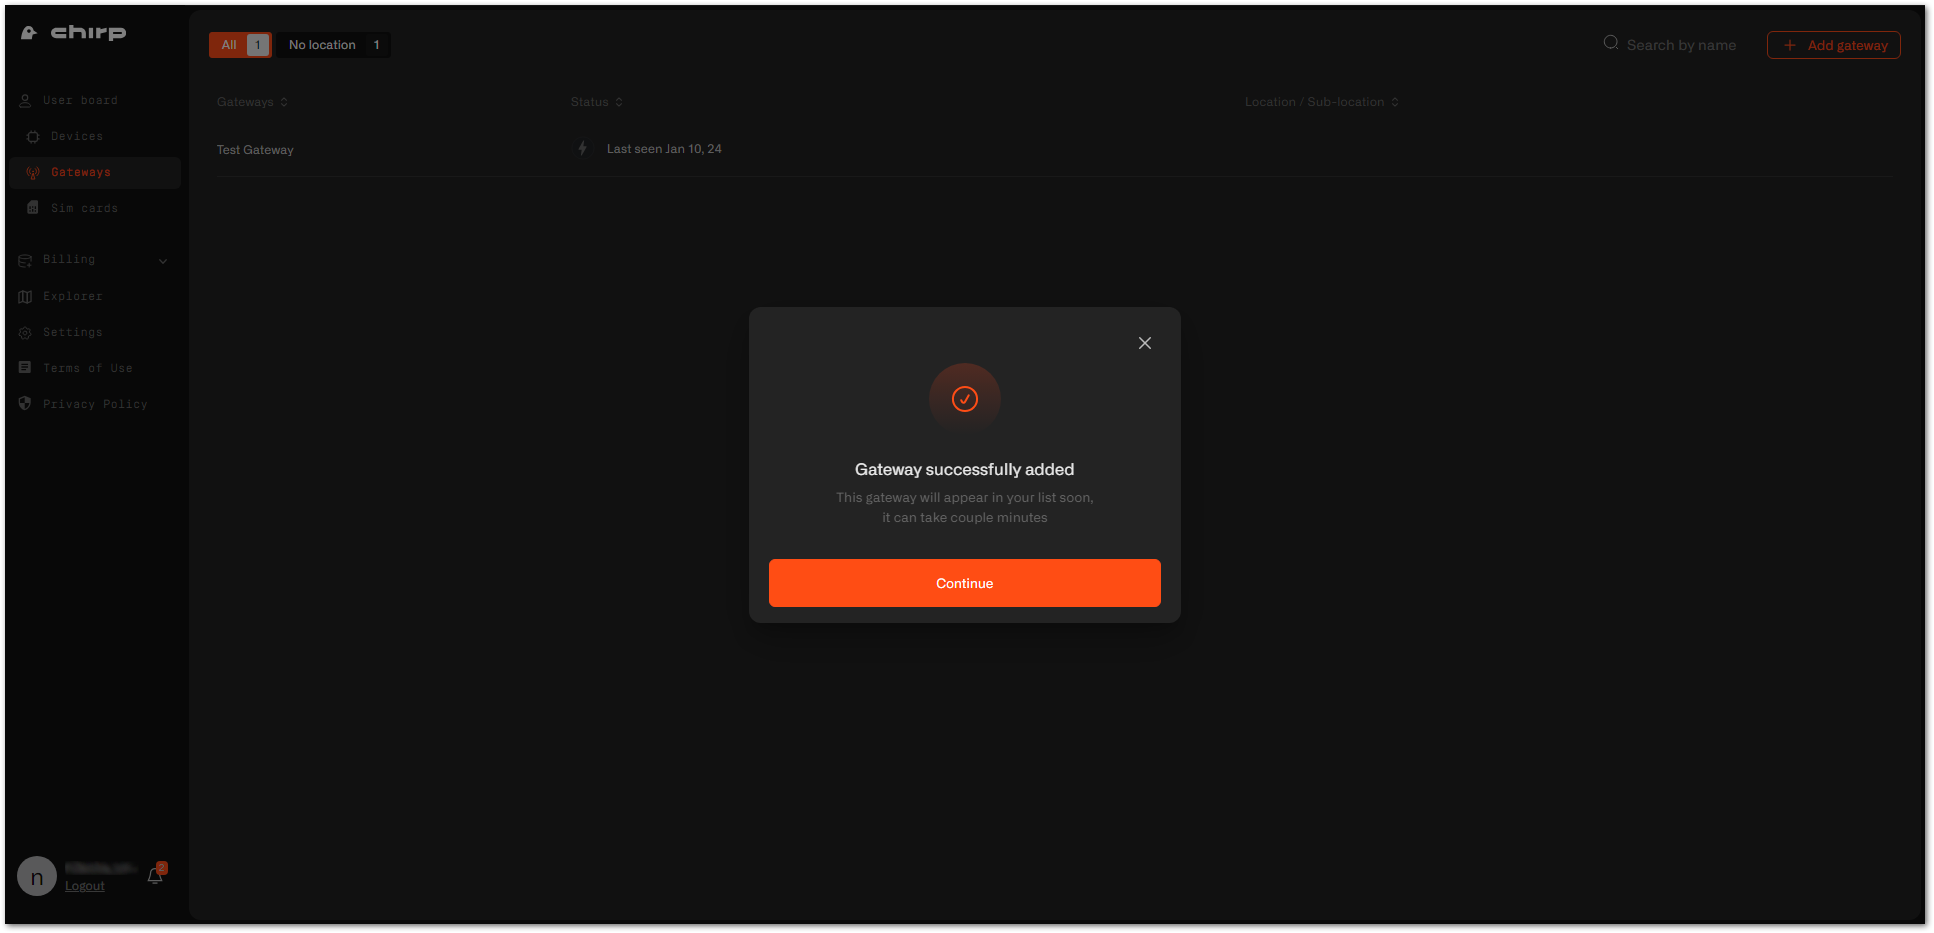 chirp
User board
Devices
Gateways
Sim cards
Billing
Explorer
Settings
Terms of Use
Privacy Policy
n
Logout
2
All 1
No location 1
Search by name
+ Add gateway
Gateways
Status
Location / Sub-location
Test Gateway
Last seen Jan 10, 24
Gateway successfully added
This gateway will appear in your list soon,
it can take couple minutes
Continue